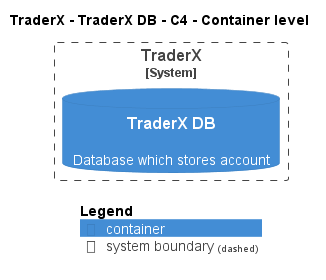 TraderX - TraderX DB - C4 - Container level
TraderX
[System]
TraderX DB
Database which stores account
Legend
container
system boundary (dashed)